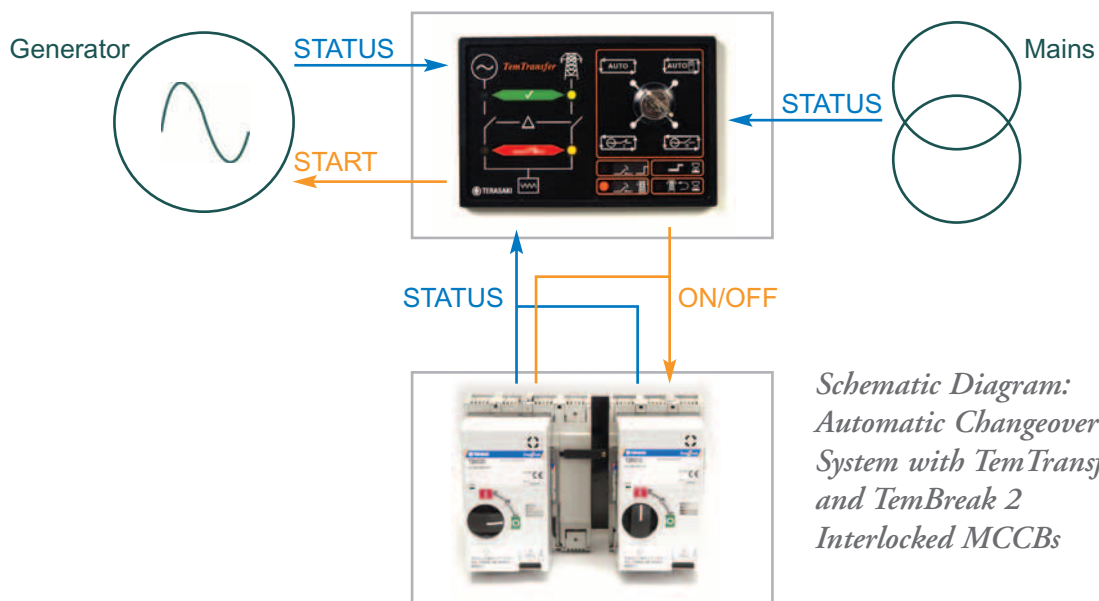 Generator
STATUS
START
TemTransfer
AUTO
AUTO
TERASAKI
STATUS
Mains
STATUS
ON/OFF
Schematic Diagram:
Automatic Changeover
System with TemTransf
and TemBreak 2
Interlocked MCCBs